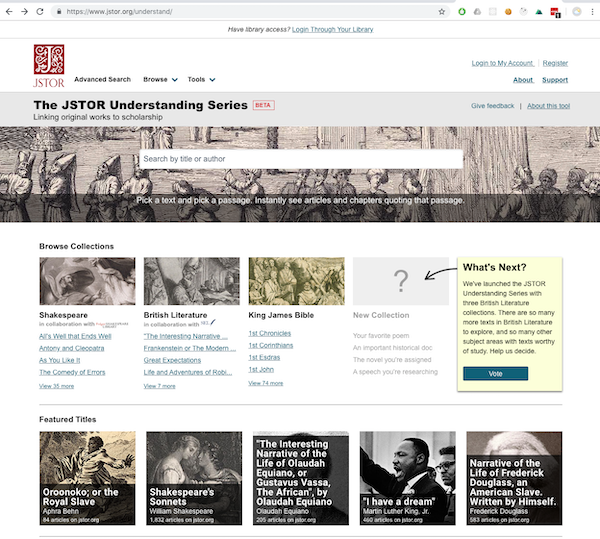 https://www.jstor.org/understand/
Have library access? Login Through Your Library
JSTOR
Advanced Search Browse Tools
Login to My Account Register
About Support
The JSTOR Understanding Series BETA
Linking original works to scholarship
Give feedback | About this tool
Search by title or author
Pick a text and pick a passage. Instantly see articles and chapters quoting that passage.
Browse Collections
Shakespeare
in collaboration with
All's Well that Ends Well
Antony and Cleopatra
As You Like It
The Comedy of Errors
View 35 more
British Literature
in collaboration with
"The Interesting Narrative ...
Frankenstein or The Modern ...
Great Expectations
Life and Adventures of Robi...
View 7 more
King James Bible
1st Chronicles
1st Corinthians
1st Esdras
1st John
View 74 more
?
New Collection
Your favorite poem
An important historical doc
The novel you're assigned
A speech you're researching
What's Next?
We've launched the JSTOR
Understanding Series with
three British Literature
collections. There are so many
more texts in British Literature
to explore, and so many other
subject areas with texts worthy
of study. Help us decide.
Vote
Featured Titles
Oroonoko; or the
Royal Slave
Aphra Behn
84 articles on jstor.org
Shakespeare's
Sonnets
William Shakespeare
1,832 articles on jstor.org
"The Interesting
Narrative of the
Life of Olaudah
Equiano, or
Gustavus Vassa,
The African", by
Olaudah Equiano
Olaudah Equiano
205 articles on jstor.org
"I have a dream"
Martin Luther King, Jr.
460 articles on jstor.org
Narrative of the
Life of Frederick
Douglass, an
American Slave.
Written by Himself.
Frederick Douglass
583 articles on jstor.org